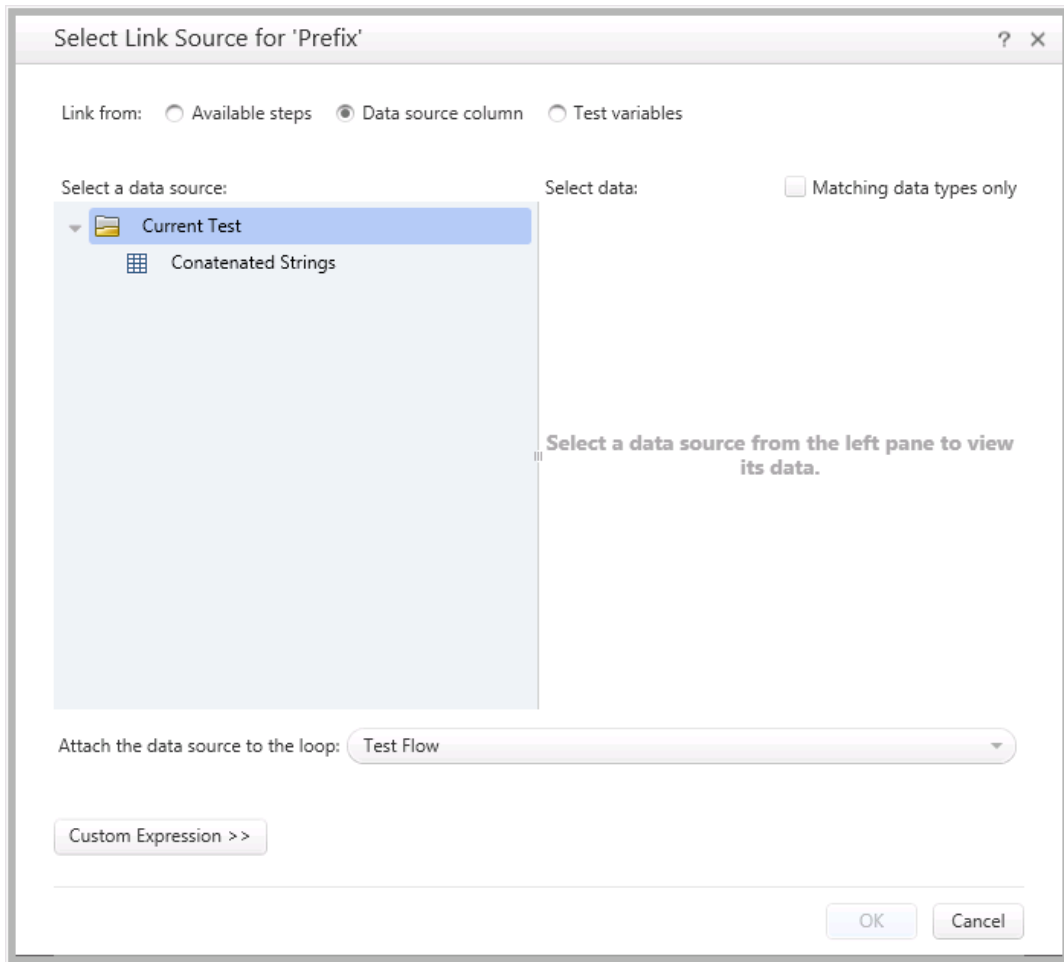 Select Link Source for 'Prefix'
? ×
Link from: Available steps Data source column Test variables
Select a data source: Select data: Matching data types only
Current Test
Conatenated Strings
Select a data source from the left pane to view
its data.
Attach the data source to the loop: Test Flow
Custom Expression >>
OK Cancel